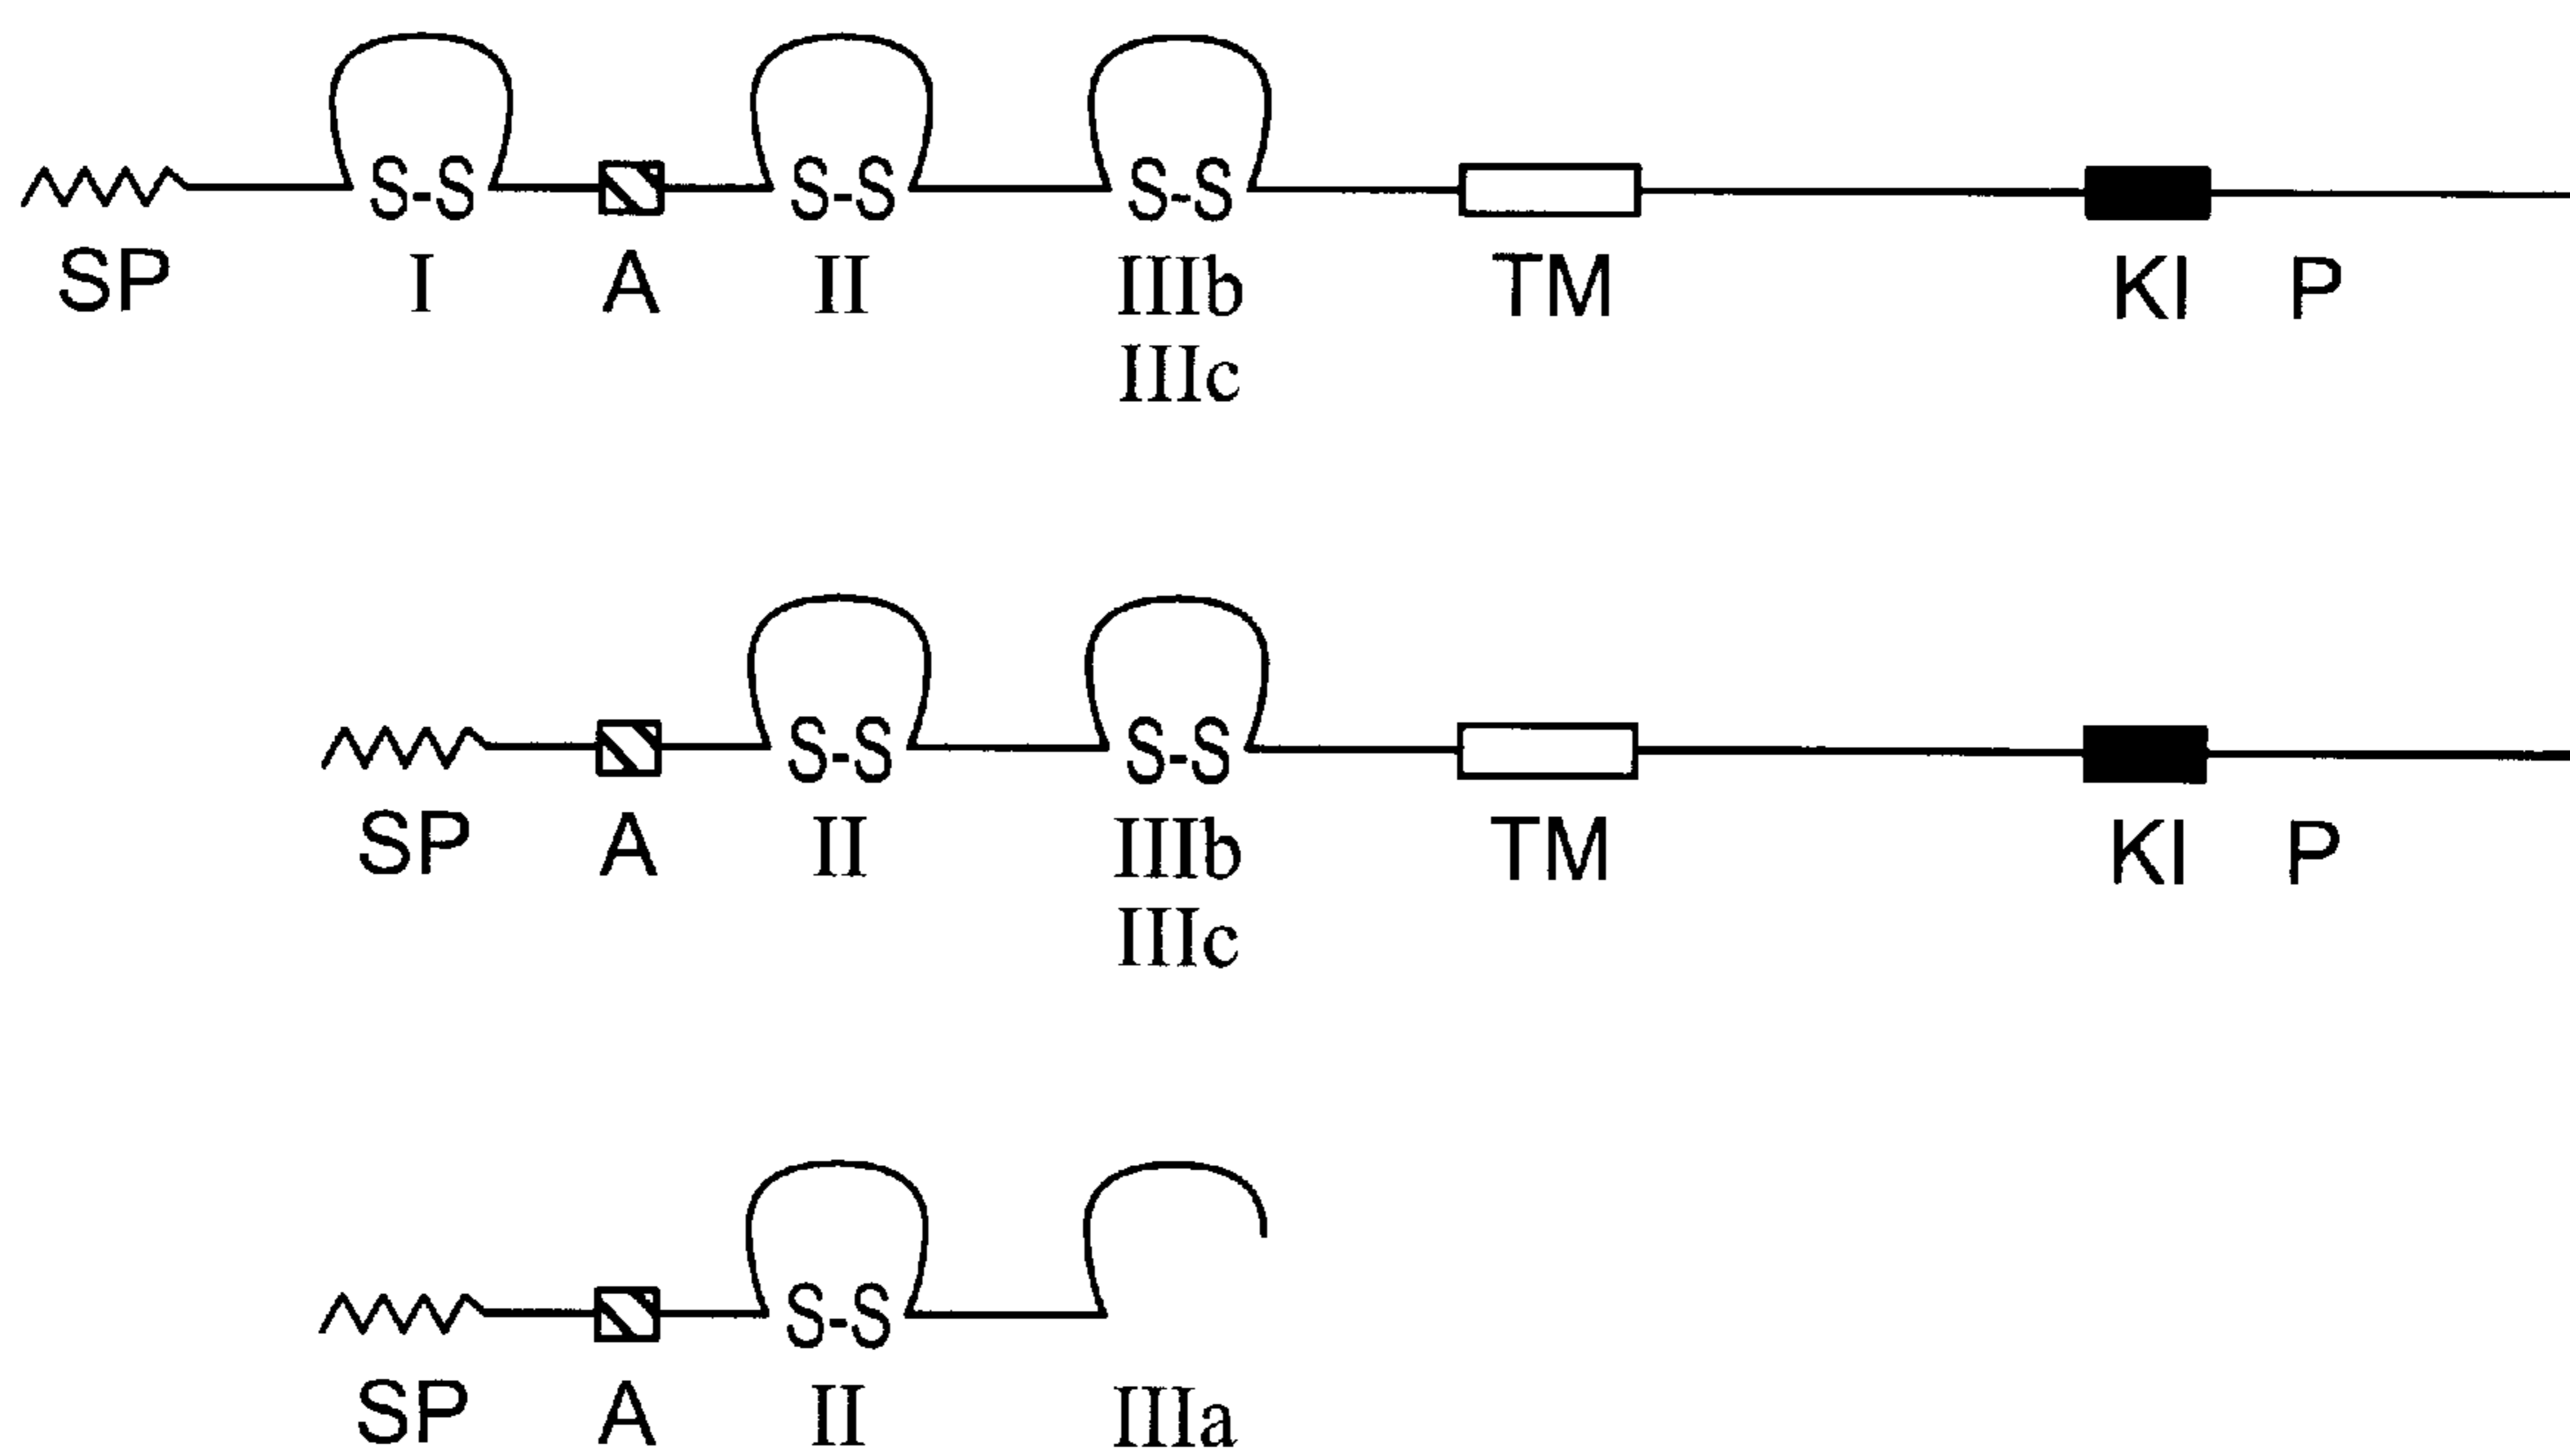 S-S S-S S-S
SP I A II IIIb TM KI P
IIIc
S-S S-S
SP A II IIIb TM KI P
IIIc
S-S
SP A II IIIa